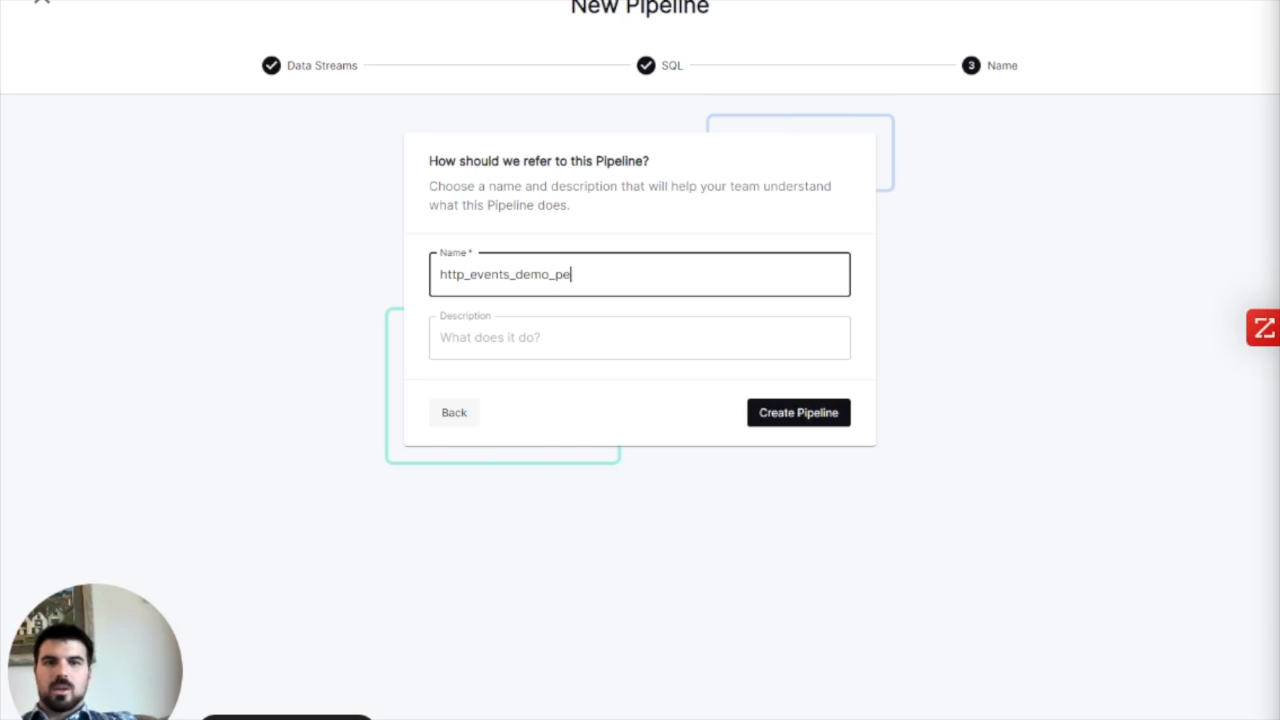 New Pipeline
Data Streams
SQL
3 Name
How should we refer to this Pipeline?
Choose a name and description that will help your team understand
what this Pipeline does.
Name *
http_events_demo_pe
Description
What does it do?
Back
Create Pipeline